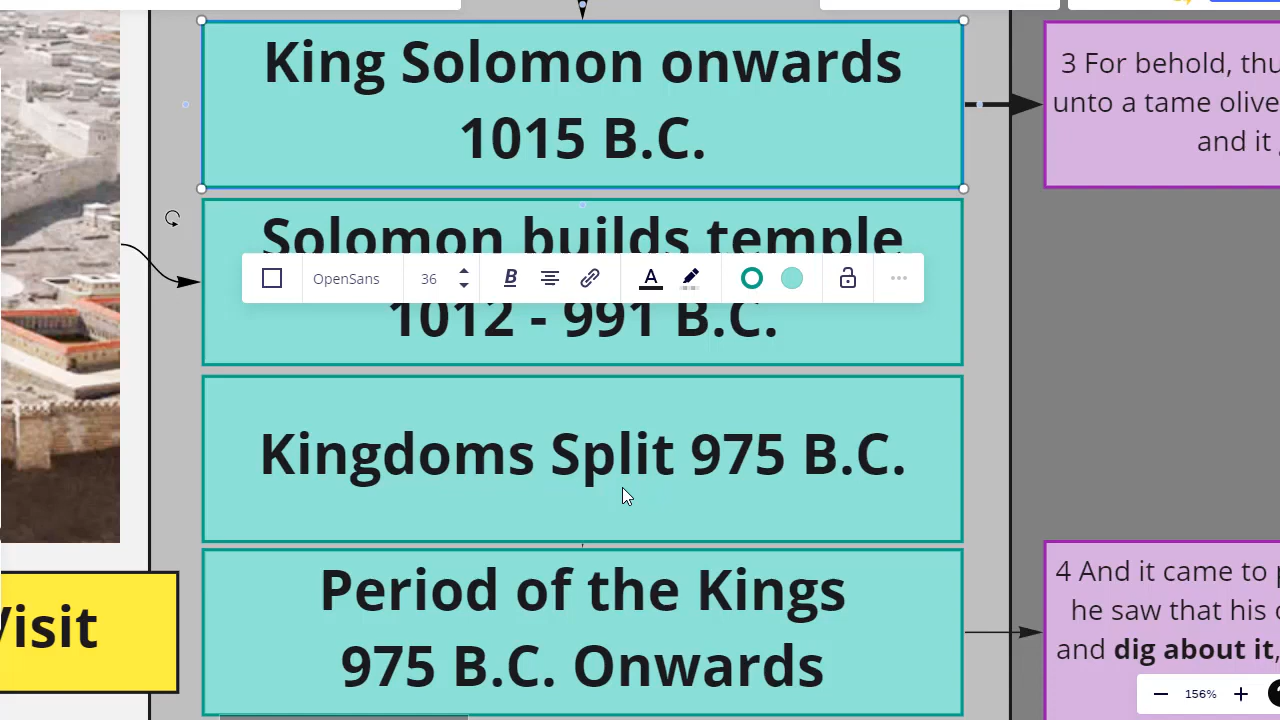 King Solomon onwards
1015 B.C.
3 For behold, thu
unto a tame olive
and it
Solomon builds temple
OpenSans
36
B
A
1012 - 991 B.C.
Kingdoms Split 975 B.C.
Period of the Kings
975 B.C. Onwards
Visit
4 And it came to
he saw that his
and dig about it,
156%